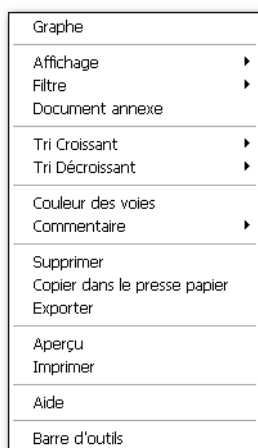 Graphe
Affichage
Filtre
Document annexe
Tri Croissant
Tri Décroissant
Couleur des voies
Commentaire
Supprimer
Copier dans le presse papier
Exporter
Aperçu
Imprimer
Aide
Barre d'outils